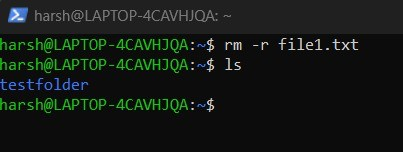 harsh@LAPTOP-4CAVHJQA: ~
harsh@LAPTOP-4CAVHJQA:~$ rm -r file1.txt
harsh@LAPTOP-4CAVHJQA:~$ ls
testfolder
harsh@LAPTOP-4CAVHJQA:~$